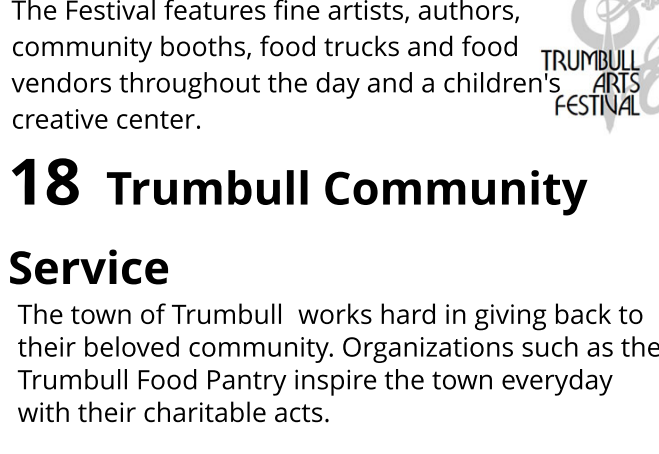 The Festival features fine artists, authors,
community booths, food trucks and food
vendors throughout the day and a children's
creative center.
TRUMBULL
ARTS
FESTIVAL
18 Trumbull Community
Service
The town of Trumbull works hard in giving back to
their beloved community. Organizations such as the
Trumbull Food Pantry inspire the town everyday
with their charitable acts.